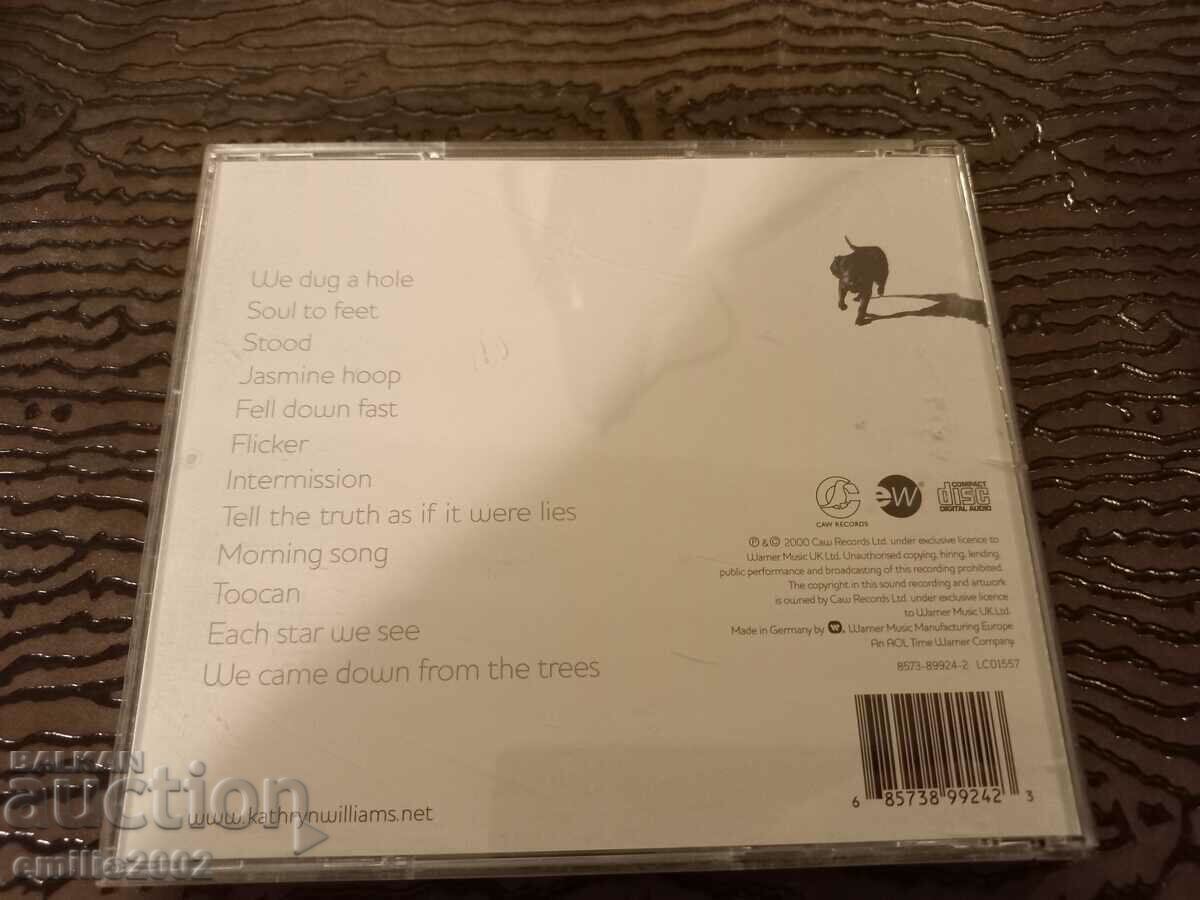 We dug a hole
Soul to feet
Stood
Jasmine hoop
Fell down fast
Flicker
Intermission
Tell the truth as if it were lies
Morning song
Toocan
Each star we see
We came down from the trees
CAW RECORDS
ew
COMPACT
disc
DIGITAL AUDIO
℗ & © 2000 Caw Records Ltd. under exclusive licence to
Warner Music UK Ltd. Unauthorised copying, hiring, lending,
public performance and broadcasting of this recording prohibited.
The copyright in this sound recording and artwork
is owned by Caw Records Ltd. under exclusive licence
to Warner Music UK Ltd.
Made in Germany by W. Warner Music Manufacturing Europe
An AOL Time Warner Company.
8573-89924-2 LC01557
6 85738 99242 3
www.kathrynwilliams.net
BALKAN
auction
emilie2002